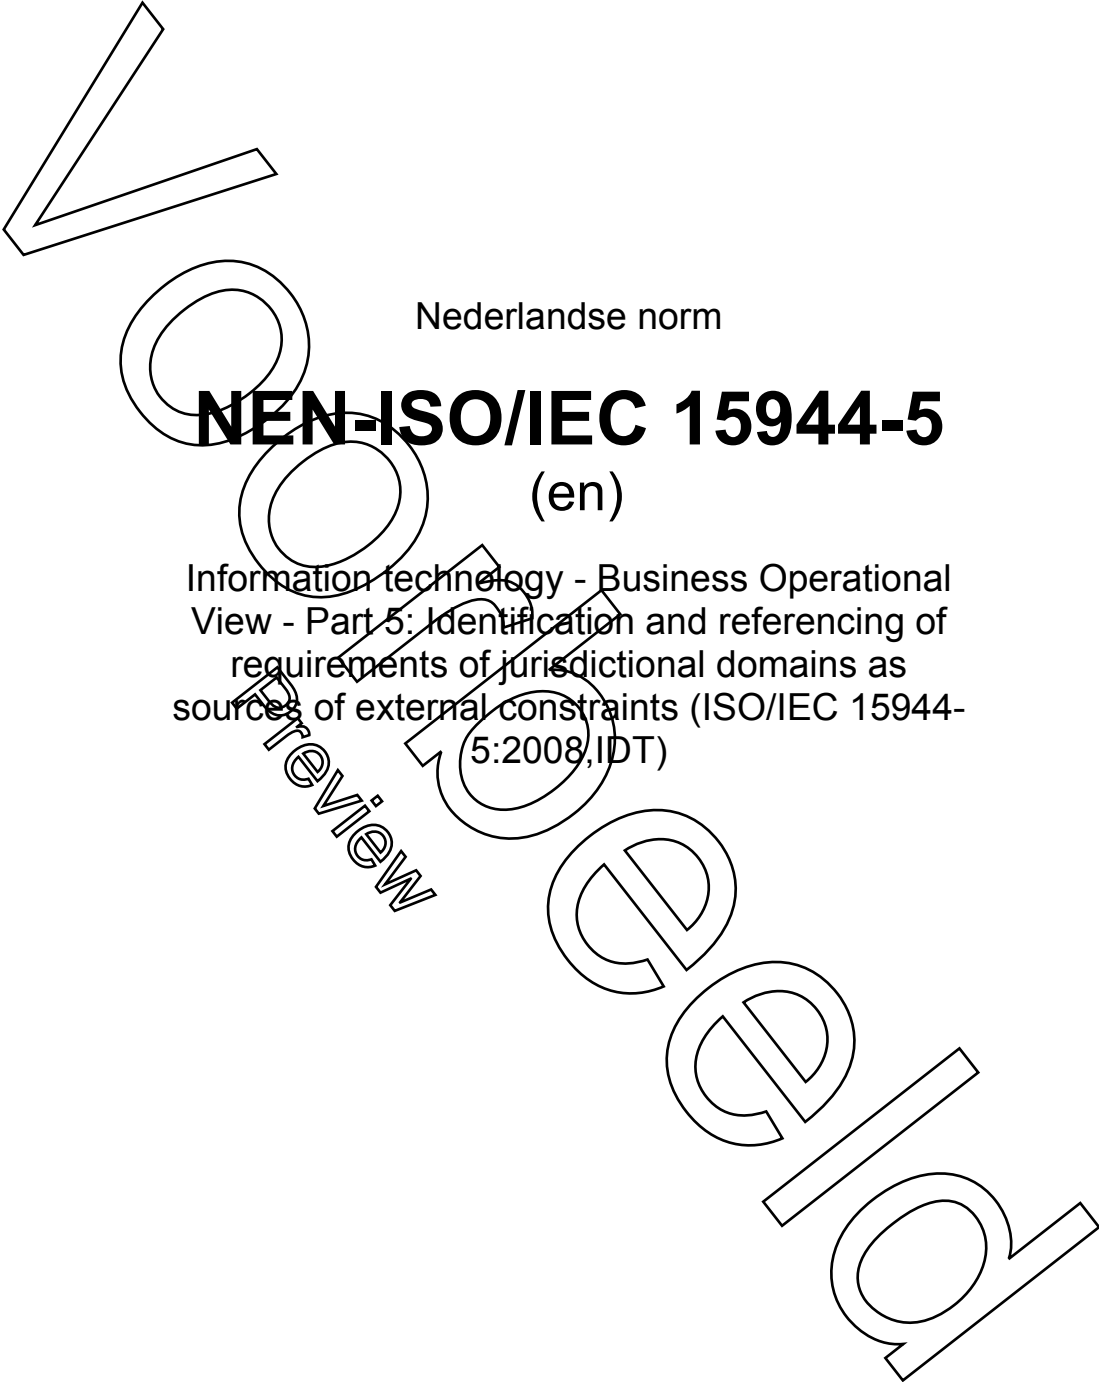 Nederlandse norm
NEN-ISO/IEC 15944-5
(en)
Information technology - Business Operational
View - Part 5: Identification and referencing of
requirements of jurisdictional domains as
sources of external constraints (ISO/IEC 15944-
5:2008,IDT)
Voorbeeld
Preview